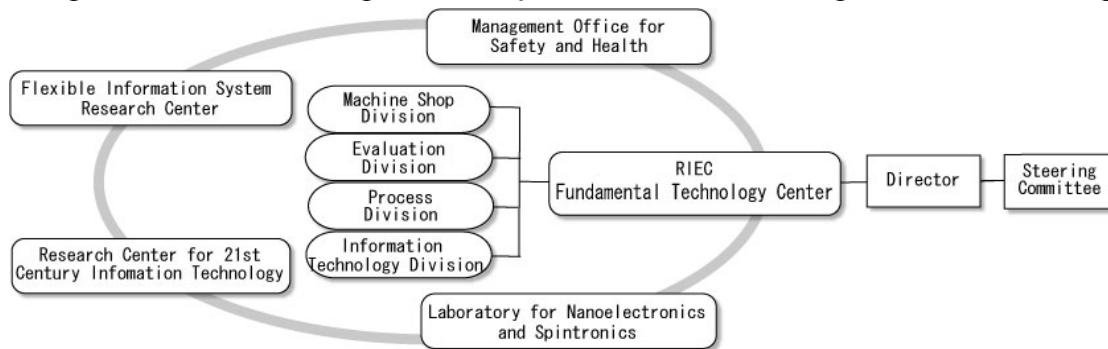 Management Office for
Safety and Health
Flexible Information System
Research Center
Machine Shop
Division
Evaluation
Division
Process
Division
Information
Technology Division
RIEC
Fundamental Technology Center
Director
Steering
Committee
Research Center for 21st
Century Infomation Technology
Laboratory for Nanoelectronics
and Spintronics